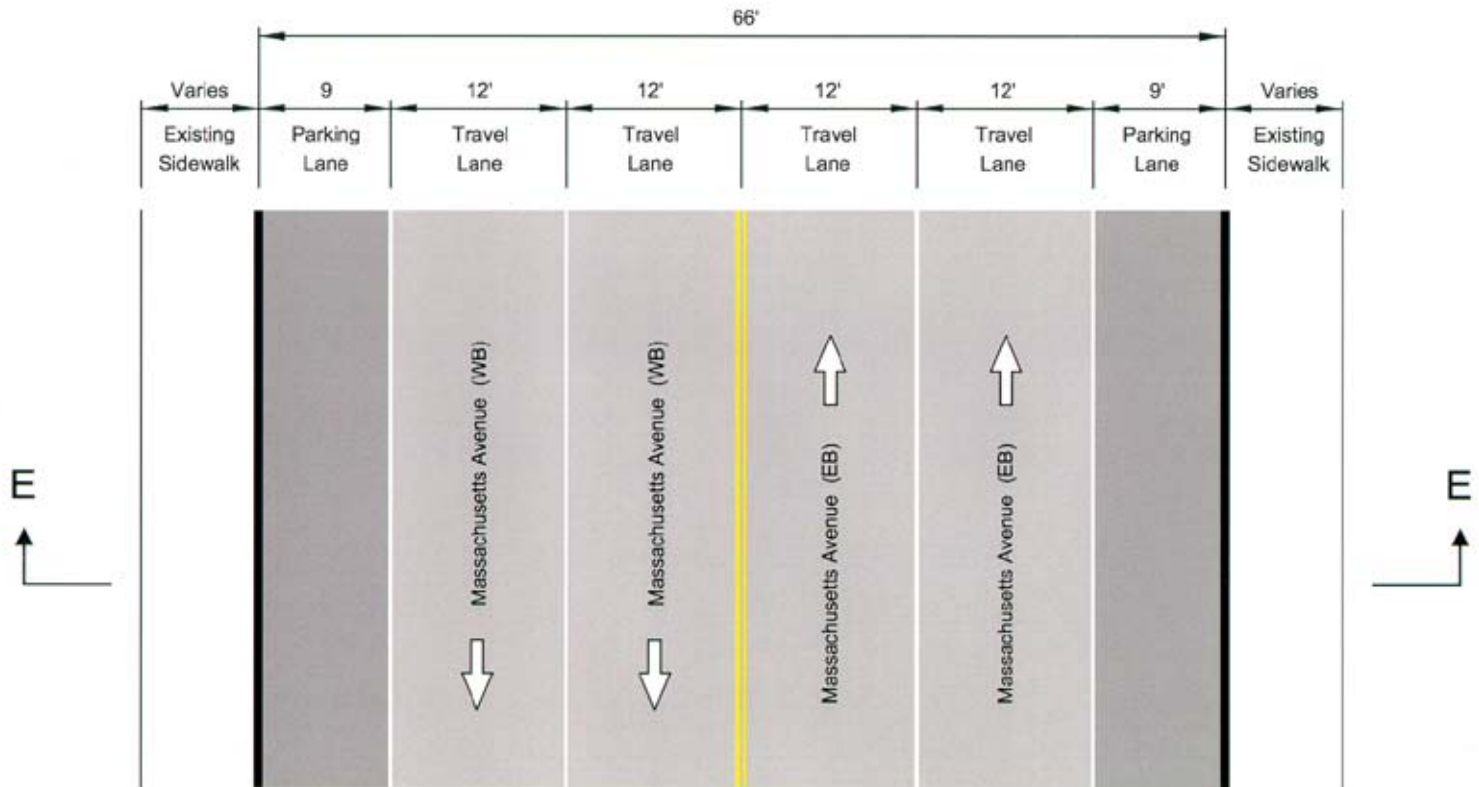 66'
Varies
9
12'
12'
12'
12'
9'
Varies
Existing
Sidewalk
Parking
Lane
Travel
Lane
Travel
Lane
Travel
Lane
Travel
Lane
Parking
Lane
Existing
Sidewalk
Massachusetts Avenue (WB)
Massachusetts Avenue (WB)
Massachusetts Avenue (EB)
Massachusetts Avenue (EB)
E
E